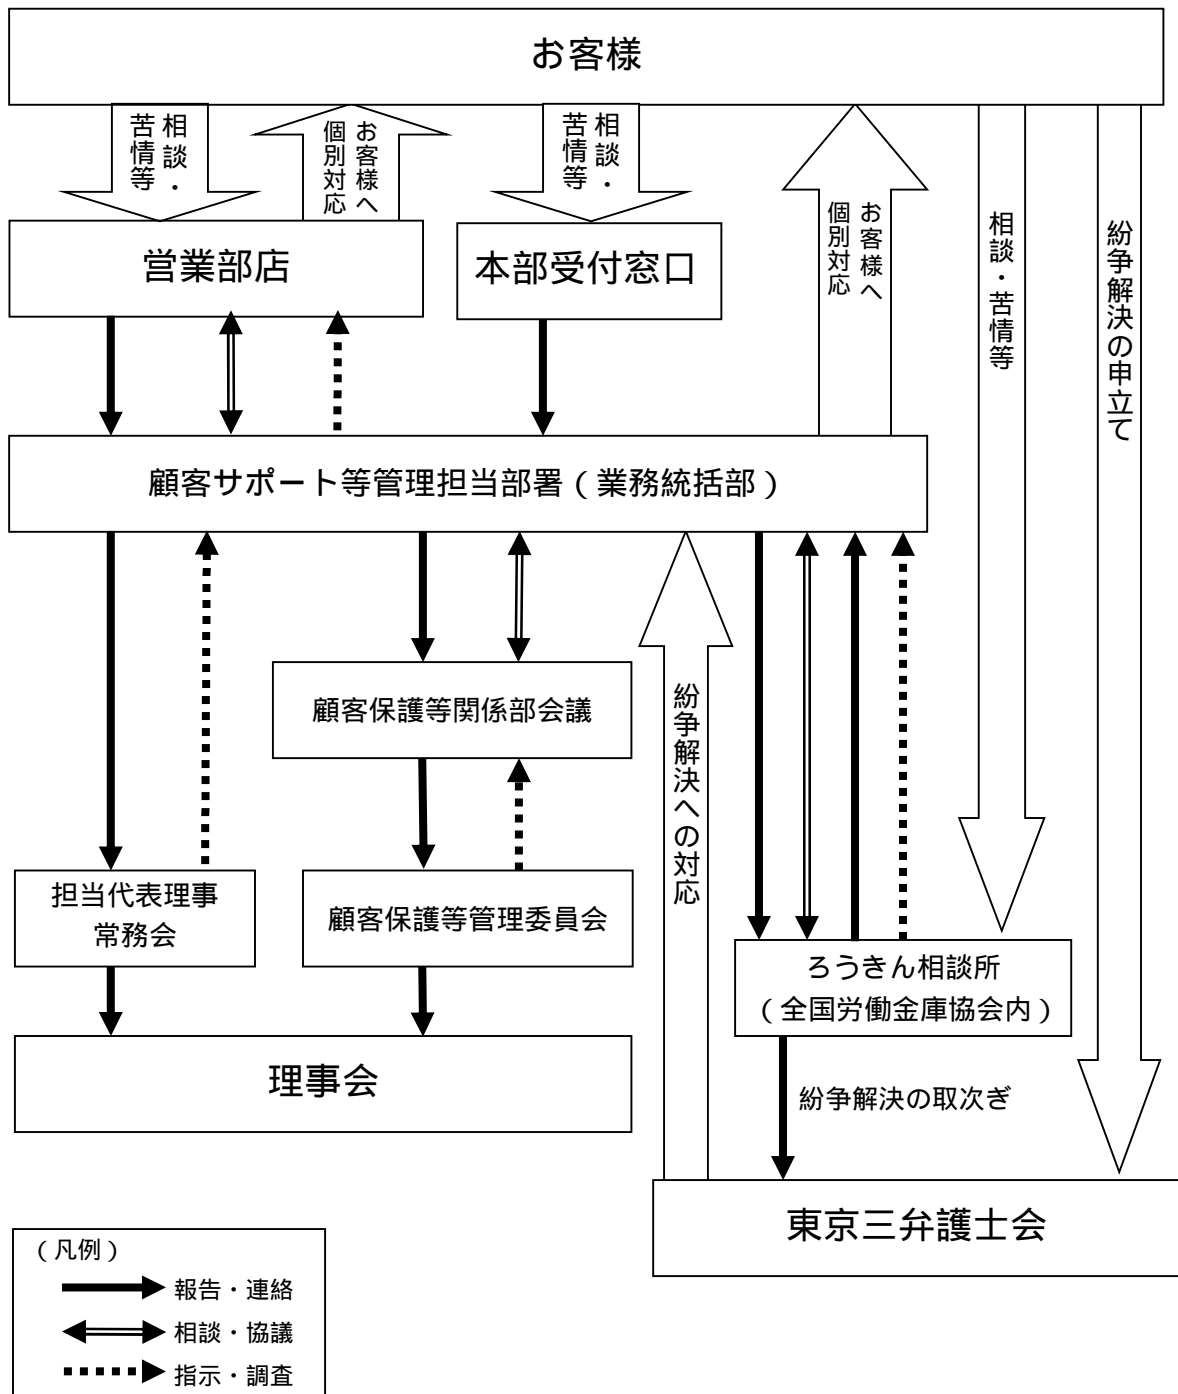 お客様
相談・
苦情等
お客様へ
個別対応
相談・
苦情等
お客様へ
個別対応
相談・苦情等
紛争解決の申立て
営業部店
本部受付窓口
顧客サポート等管理担当部署（業務統括部）
顧客保護等関係部会議
紛争解決への対応
担当代表理事
常務会
顧客保護等管理委員会
ろうきん相談所
（全国労働金庫協会内）
理事会
紛争解決の取次ぎ
東京三弁護士会
（凡例）
報告・連絡
相談・協議
指示・調査